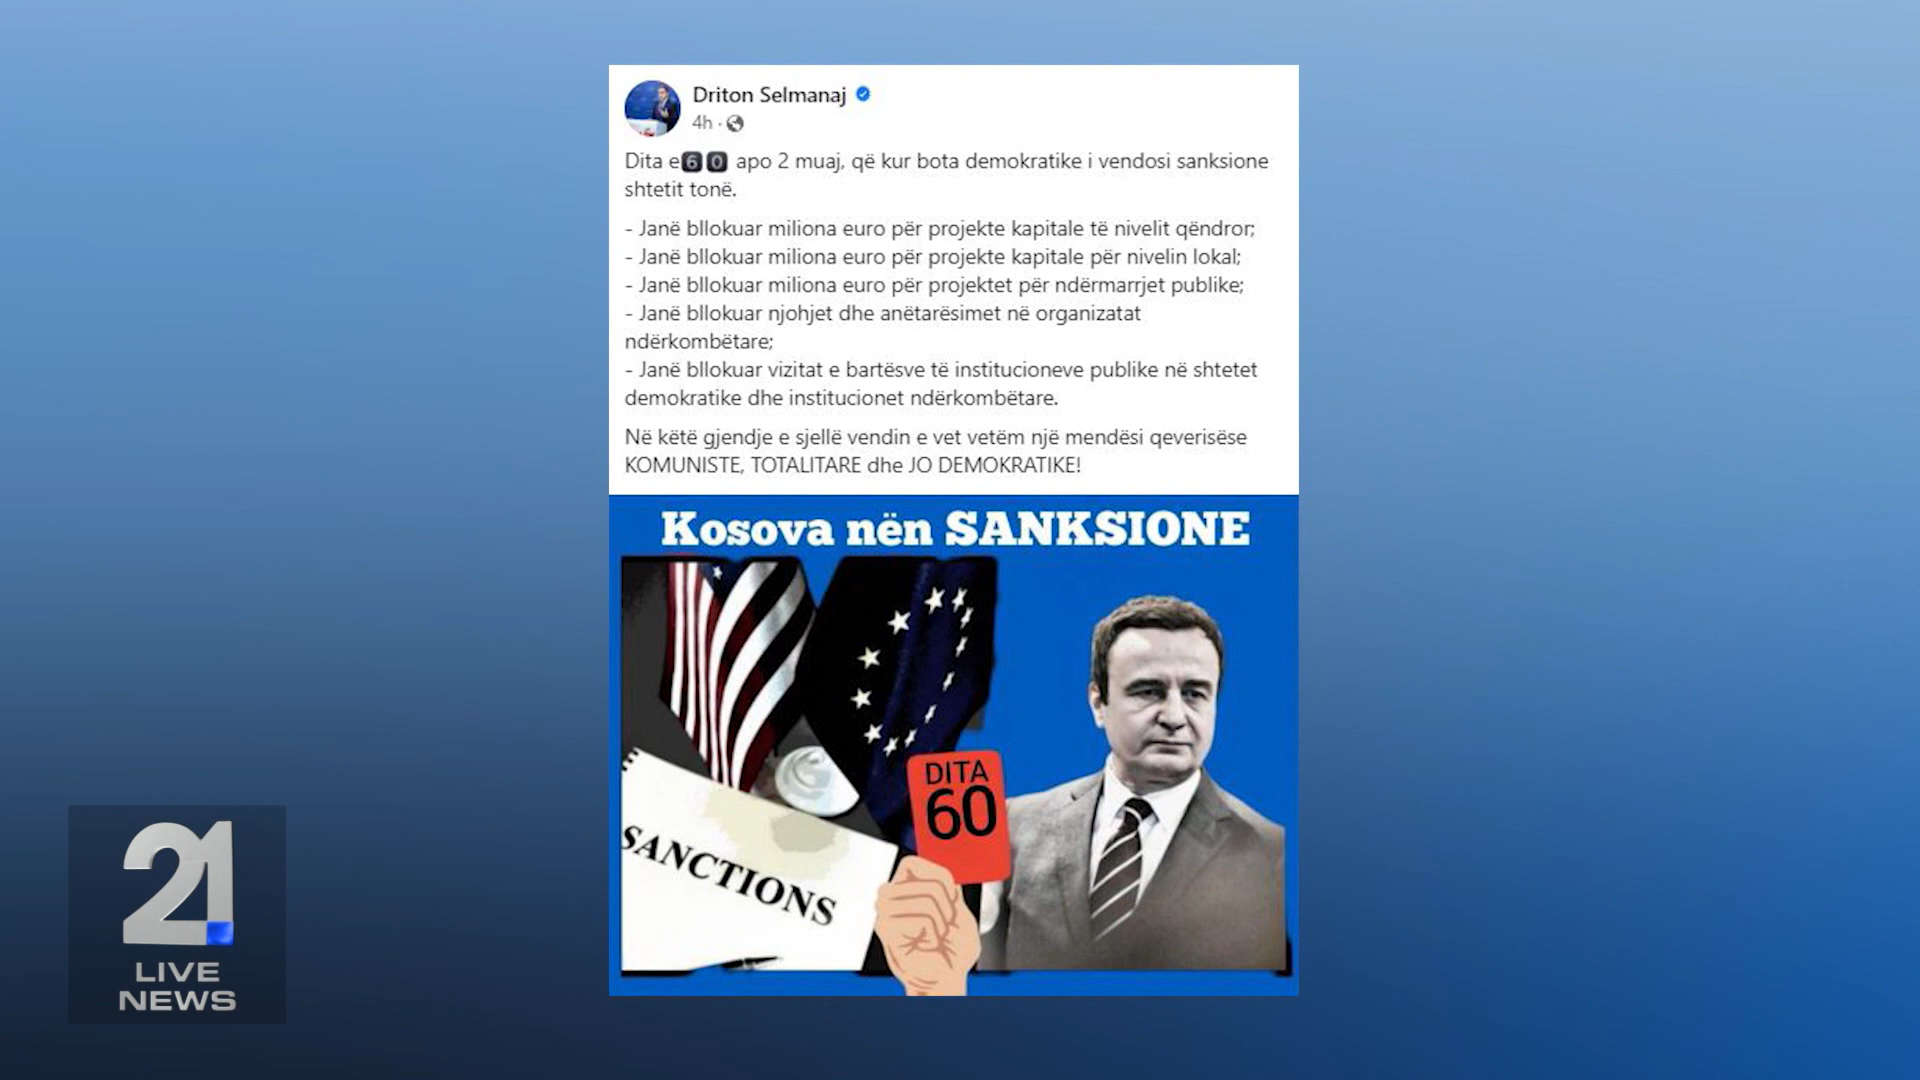 Driton Selmanaj
4h ·
Dita e 6 0 apo 2 muaj, që kur bota demokratike i vendosi sanksione
shtetit tonë.
- Janë bllokuar miliona euro për projekte kapitale të nivelit qëndror;
- Janë bllokuar miliona euro për projekte kapitale për nivelin lokal;
- Janë bllokuar miliona euro për projektet për ndërmarrjet publike;
- Janë bllokuar njohjet dhe anëtarësimet në organizatat
ndërkombëtare;
- Janë bllokuar vizitat e bartësve të institucioneve publike në shtetet
demokratike dhe institucionet ndërkombëtare.
Në këtë gjendje e sjellë vendin e vet vetëm një mendësi qeverisëse
KOMUNISTE, TOTALITARE dhe JO DEMOKRATIKE!
Kosova nën SANKSIONE
DITA
60
SANCTIONS
21
LIVE
NEWS